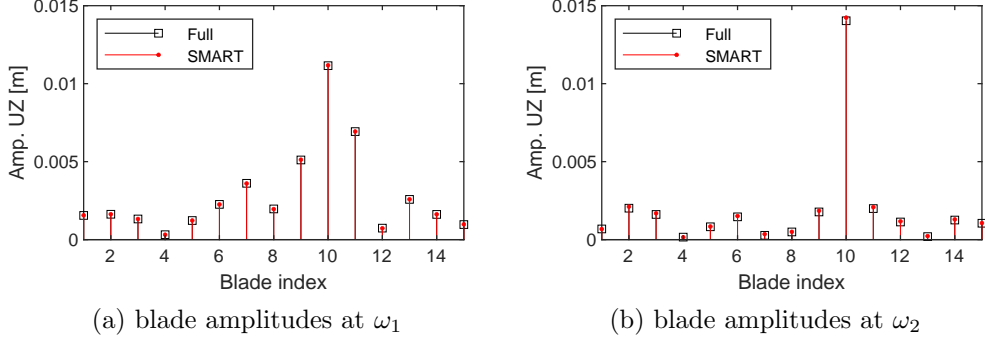 0.015
0.01
0.005
0
Amp. UZ [m]
Full
SMART
2 4 6 8 10 12 14
Blade index
(a) blade amplitudes at ω1
0.015
0.01
0.005
0
Amp. UZ [m]
Full
SMART
2 4 6 8 10 12 14
Blade index
(b) blade amplitudes at ω2